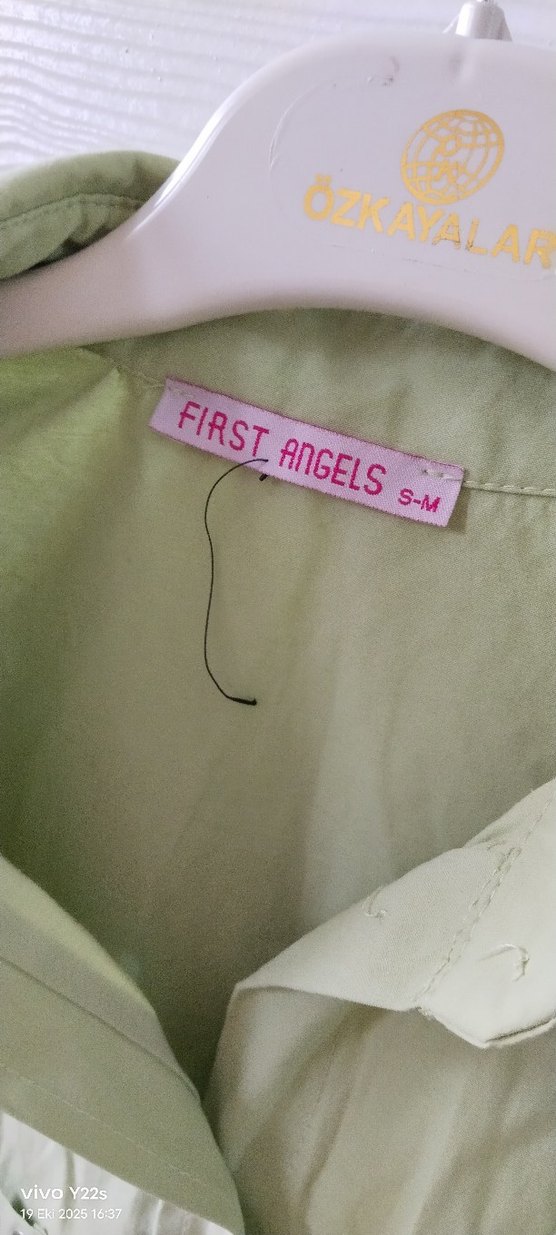 ÖZKAYALAR
FIRST ANGELS S-M
vivo Y22s
19 Eki 2025 16:37